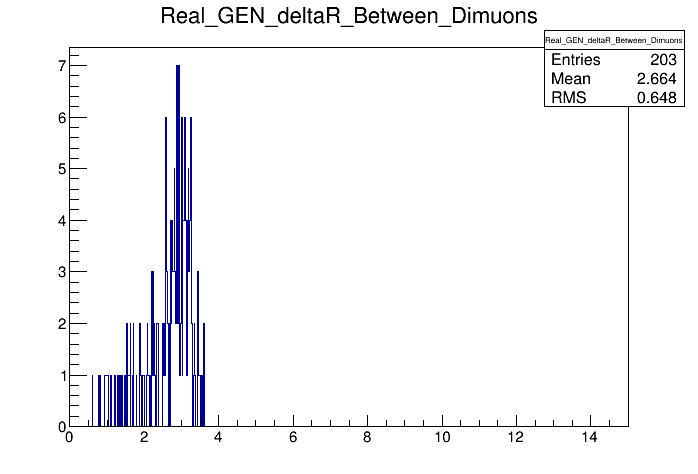 Real_GEN_deltaR_Between_Dimuons
Real_GEN_deltaR_Between_Dimuons
Entries 203
Mean 2.664
RMS 0.648
7
6
5
4
3
2
1
0
0 2 4 6 8 10 12 14